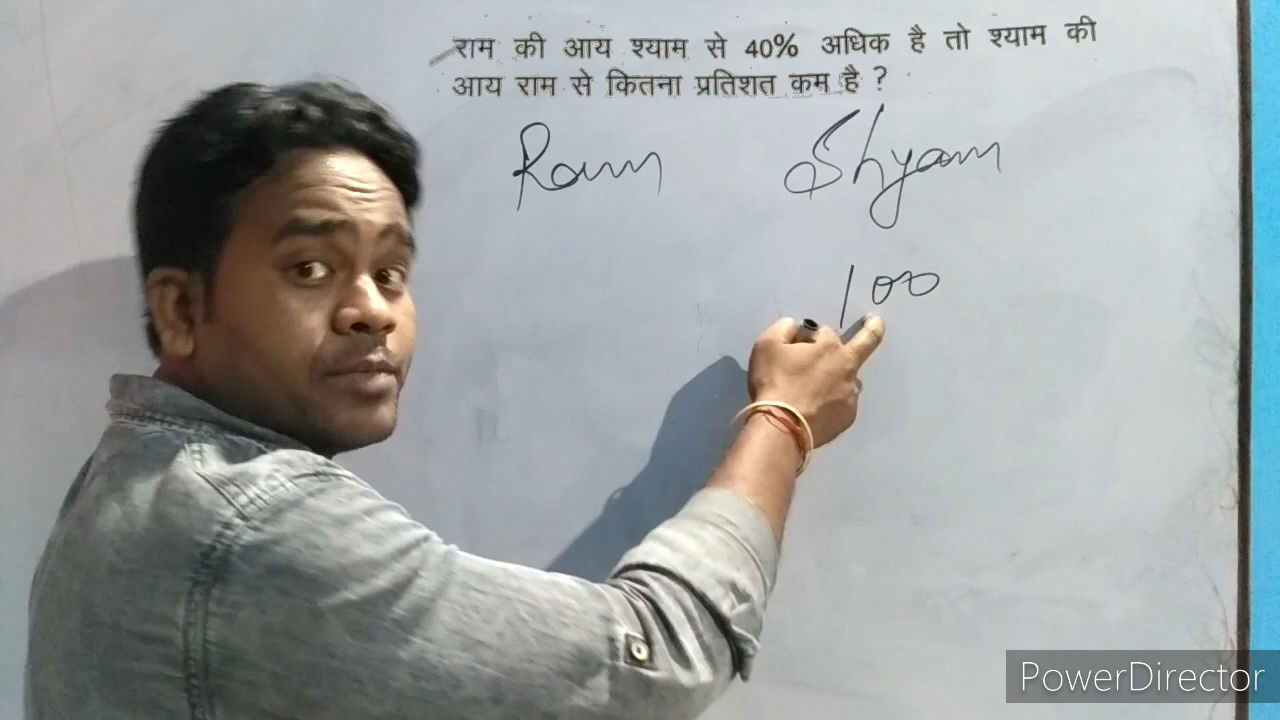 राम की आय श्याम से 40% अधिक है तो श्याम की
आय राम से कितना प्रतिशत कम है ?
Ram Shyam
100
PowerDirector